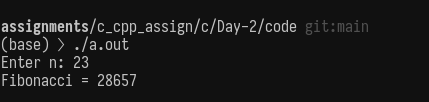 assignments/c_cpp_assign/c/Day-2/code git:main
(base) > ./a.out
Enter n: 23
Fibonacci = 28657